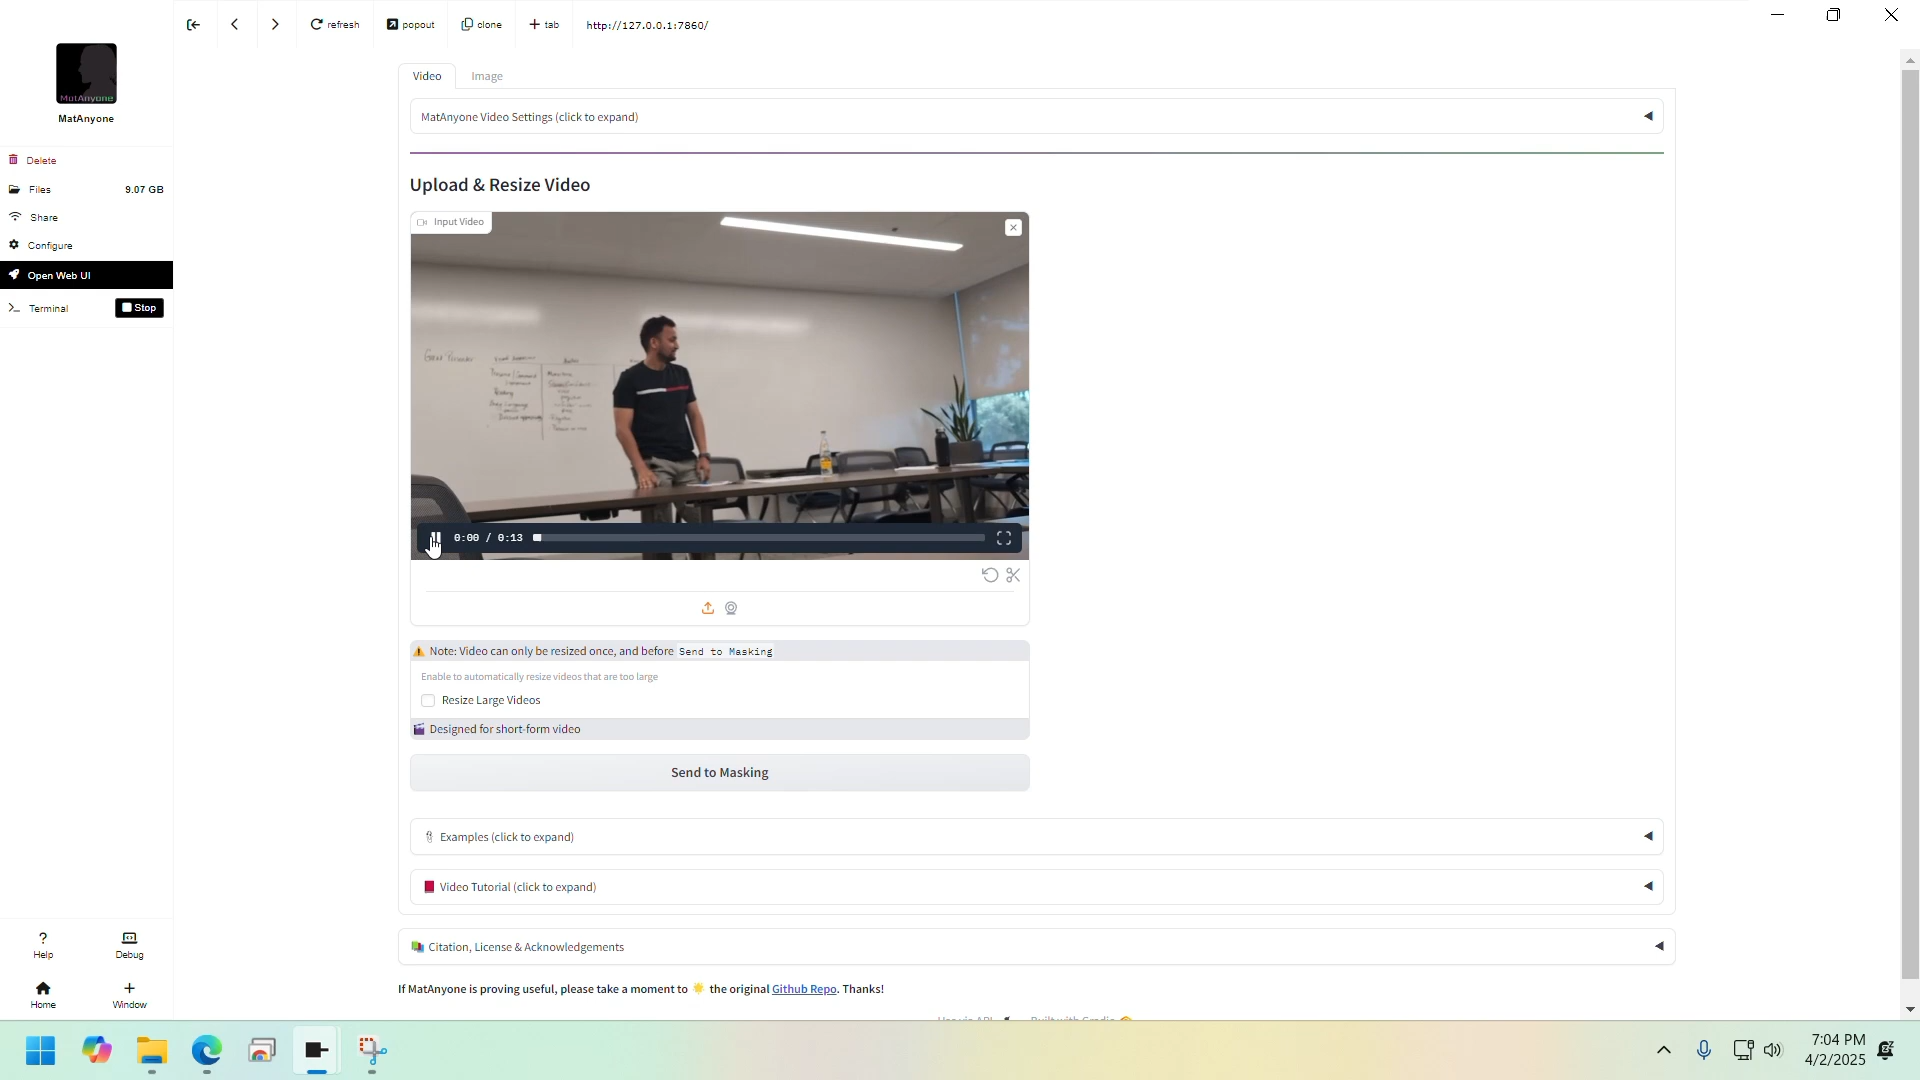 refresh
popout
clone
tab
http://127.0.0.1:7860/
MatAnyone
MatAnyone
Delete
Files 9.07 GB
Share
Configure
Open Web UI
Terminal Stop
Video Image
MatAnyone Video Settings (click to expand)
Upload & Resize Video
Input Video
0:00 / 0:13
⚠ Note: Video can only be resized once, and before Send to Masking
Enable to automatically resize videos that are too large
Resize Large Videos
Designed for short-form video
Send to Masking
Examples (click to expand)
Video Tutorial (click to expand)
Citation, License & Acknowledgements
If MatAnyone is proving useful, please take a moment to 🌟 the original Github Repo. Thanks!
? Help
Debug
Home
Window
7:04 PM
4/2/2025